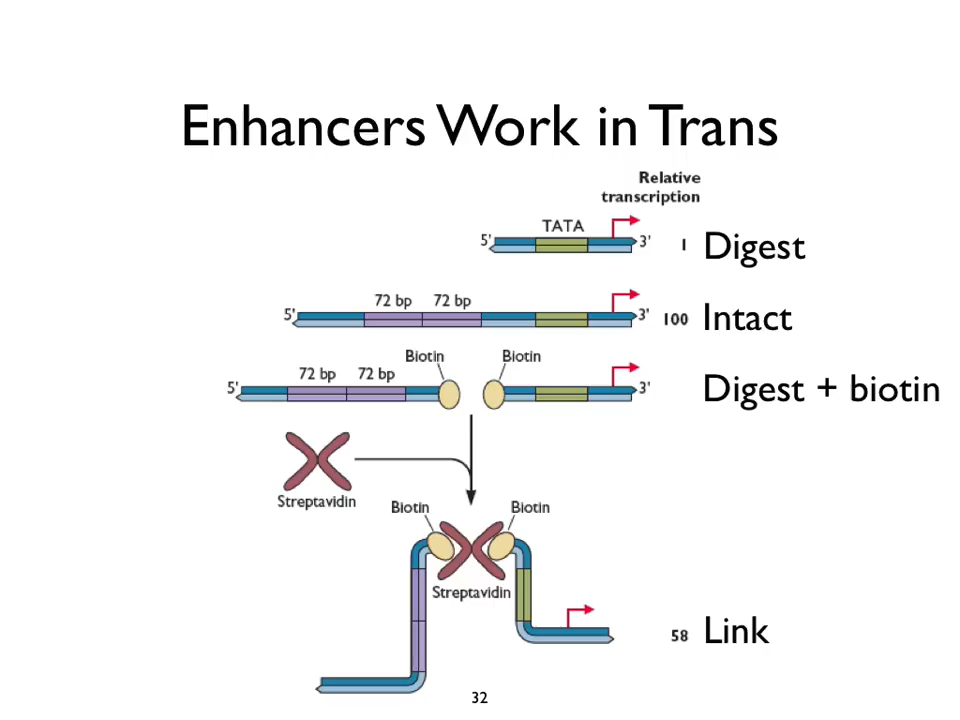 Enhancers Work in Trans
Relative
transcription
TATA
5' 3' 1 Digest
72 bp 72 bp
5' 3' 100 Intact
Biotin Biotin
72 bp 72 bp
5' 3' Digest + biotin
Streptavidin
Biotin Biotin
Streptavidin
58 Link
32